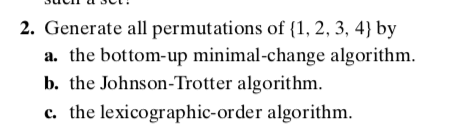 2. Generate all permutations of {1, 2, 3, 4} by
a. the bottom-up minimal-change algorithm.
b. the Johnson-Trotter algorithm.
c. the lexicographic-order algorithm.